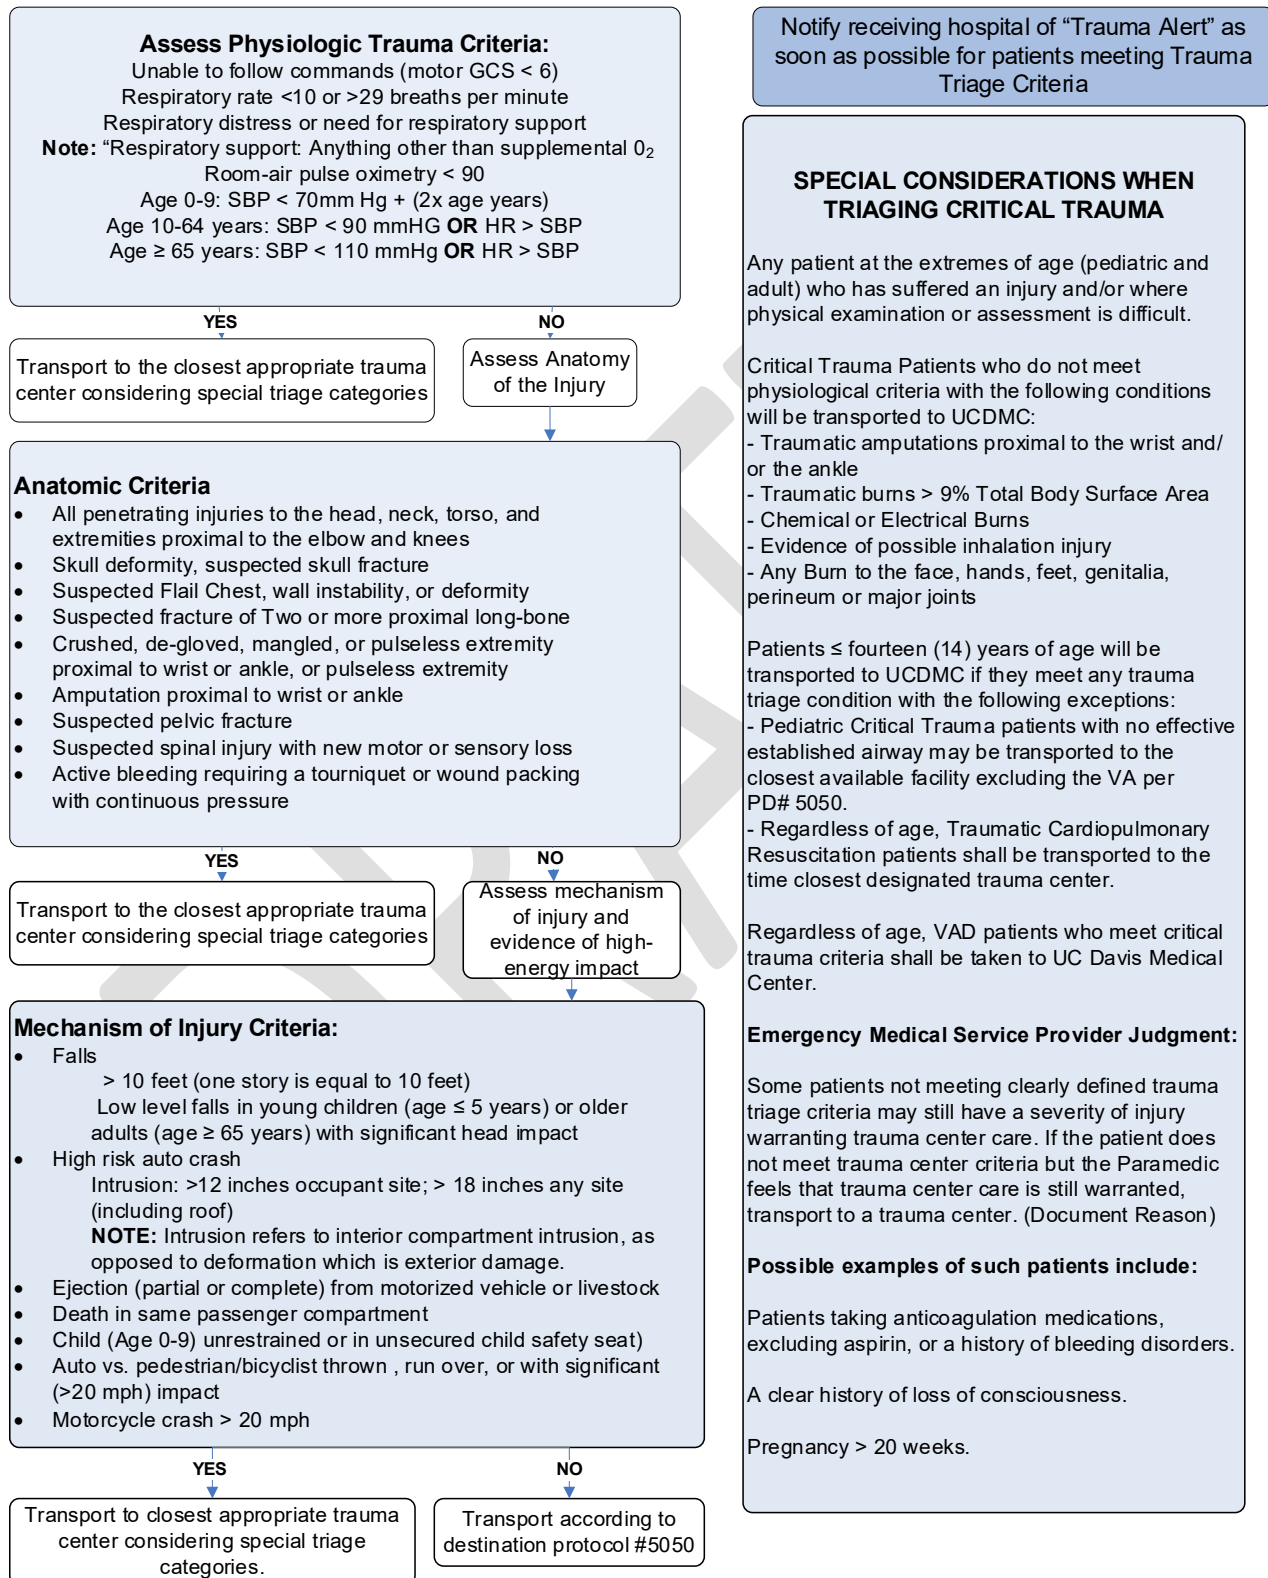 Assess Physiologic Trauma Criteria:
Unable to follow commands (motor GCS < 6)
Respiratory rate <10 or >29 breaths per minute
Respiratory distress or need for respiratory support
Note: “Respiratory support: Anything other than supplemental 0₂
Room-air pulse oximetry < 90
Age 0-9: SBP < 70mm Hg + (2x age years)
Age 10-64 years: SBP < 90 mmHG OR HR > SBP
Age ≥ 65 years: SBP < 110 mmHg OR HR > SBP
YES
NO
Transport to the closest appropriate trauma
center considering special triage categories
Assess Anatomy
of the Injury
Anatomic Criteria
• All penetrating injuries to the head, neck, torso, and
extremities proximal to the elbow and knees
• Skull deformity, suspected skull fracture
• Suspected Flail Chest, wall instability, or deformity
• Suspected fracture of Two or more proximal long-bone
• Crushed, de-gloved, mangled, or pulseless extremity
proximal to wrist or ankle, or pulseless extremity
• Amputation proximal to wrist or ankle
• Suspected pelvic fracture
• Suspected spinal injury with new motor or sensory loss
• Active bleeding requiring a tourniquet or wound packing
with continuous pressure
YES
NO
Transport to the closest appropriate trauma
center considering special triage categories
Assess mechanism
of injury and
evidence of high-
energy impact
Mechanism of Injury Criteria:
• Falls
> 10 feet (one story is equal to 10 feet)
Low level falls in young children (age ≤ 5 years) or older
adults (age ≥ 65 years) with significant head impact
• High risk auto crash
Intrusion: >12 inches occupant site; > 18 inches any site
(including roof)
NOTE: Intrusion refers to interior compartment intrusion, as
opposed to deformation which is exterior damage.
• Ejection (partial or complete) from motorized vehicle or livestock
• Death in same passenger compartment
• Child (Age 0-9) unrestrained or in unsecured child safety seat)
• Auto vs. pedestrian/bicyclist thrown , run over, or with significant
(>20 mph) impact
• Motorcycle crash > 20 mph
YES
NO
Transport to closest appropriate trauma
center considering special triage
categories.
Transport according to
destination protocol #5050
Notify receiving hospital of “Trauma Alert” as
soon as possible for patients meeting Trauma
Triage Criteria
SPECIAL CONSIDERATIONS WHEN
TRIAGING CRITICAL TRAUMA
Any patient at the extremes of age (pediatric and
adult) who has suffered an injury and/or where
physical examination or assessment is difficult.
Critical Trauma Patients who do not meet
physiological criteria with the following conditions
will be transported to UCDMC:
- Traumatic amputations proximal to the wrist and/
or the ankle
- Traumatic burns > 9% Total Body Surface Area
- Chemical or Electrical Burns
- Evidence of possible inhalation injury
- Any Burn to the face, hands, feet, genitalia,
perineum or major joints
Patients ≤ fourteen (14) years of age will be
transported to UCDMC if they meet any trauma
triage condition with the following exceptions:
- Pediatric Critical Trauma patients with no effective
established airway may be transported to the
closest available facility excluding the VA per
PD# 5050.
- Regardless of age, Traumatic Cardiopulmonary
Resuscitation patients shall be transported to the
time closest designated trauma center.
Regardless of age, VAD patients who meet critical
trauma criteria shall be taken to UC Davis Medical
Center.
Emergency Medical Service Provider Judgment:
Some patients not meeting clearly defined trauma
triage criteria may still have a severity of injury
warranting trauma center care. If the patient does
not meet trauma center criteria but the Paramedic
feels that trauma center care is still warranted,
transport to a trauma center. (Document Reason)
Possible examples of such patients include:
Patients taking anticoagulation medications,
excluding aspirin, or a history of bleeding disorders.
A clear history of loss of consciousness.
Pregnancy > 20 weeks.
DRAFT